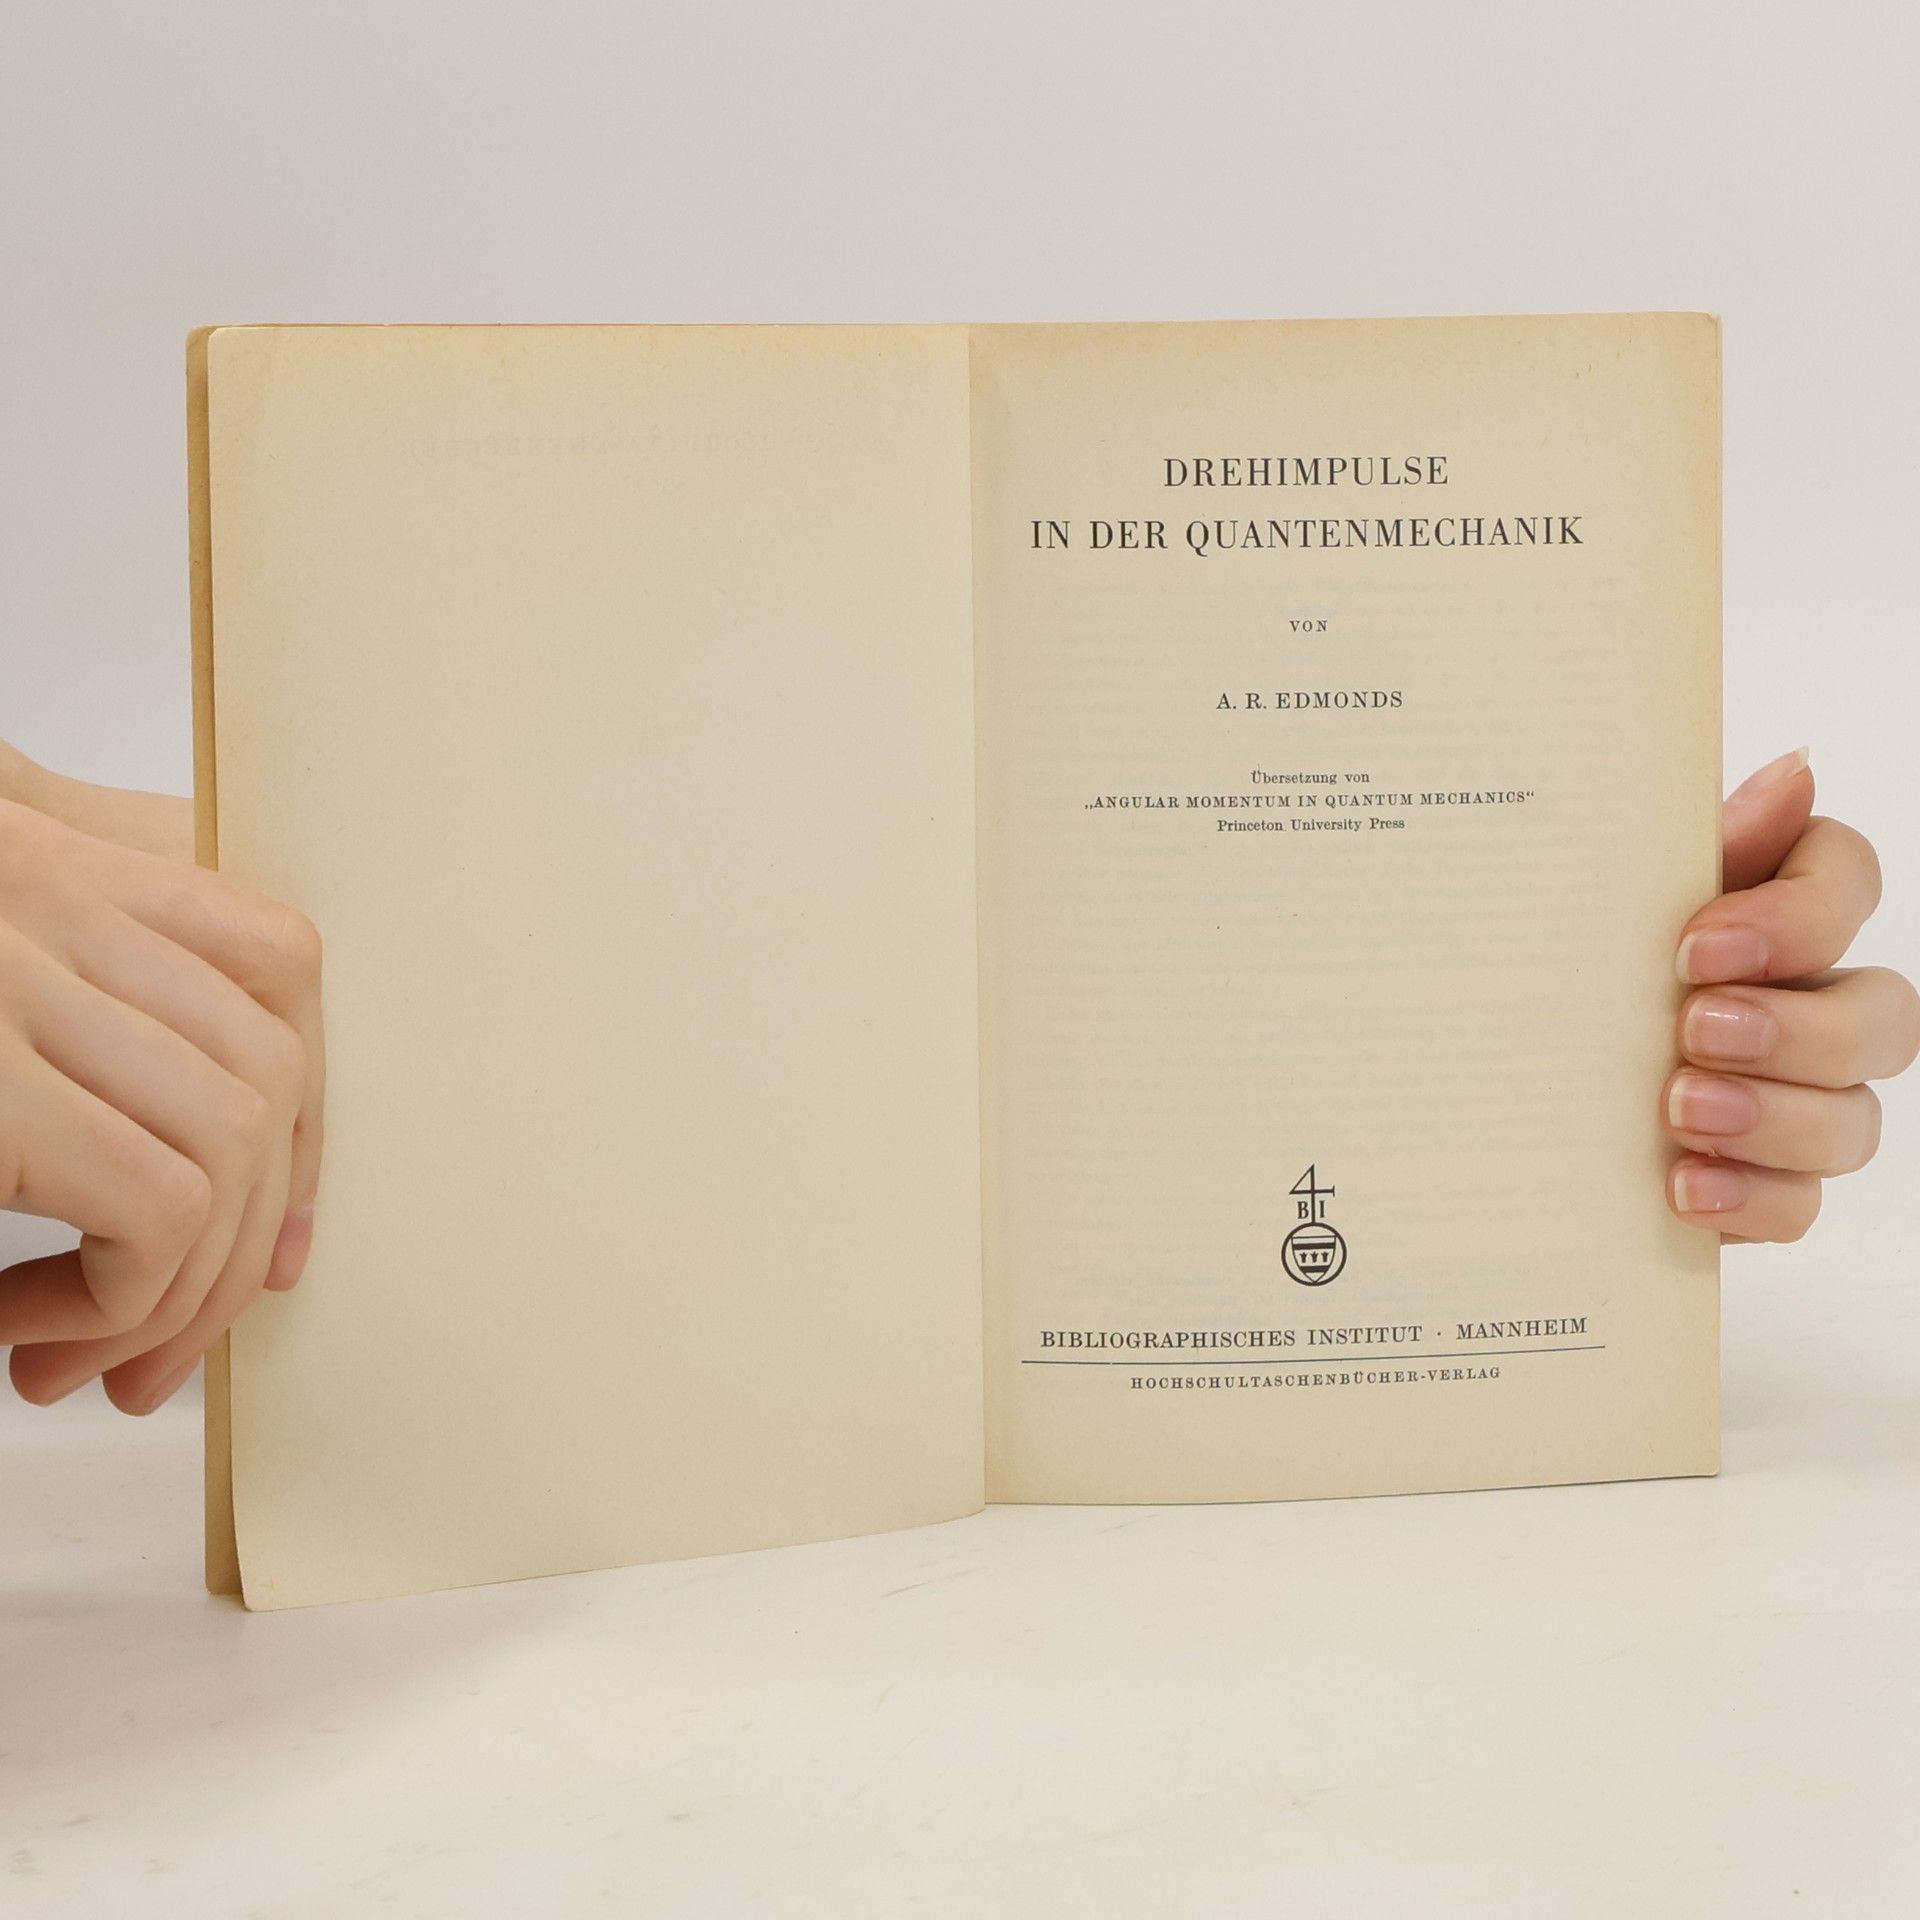 DREHIMPULSE
IN DER QUANTENMECHANIK
VON
A. R. EDMONDS
Übersetzung von
„ANGULAR MOMENTUM IN QUANTUM MECHANICS“
Princeton University Press
B I
BIBLIOGRAPHISCHES INSTITUT · MANNHEIM
HOCHSCHULTASCHENBÜCHER-VERLAG